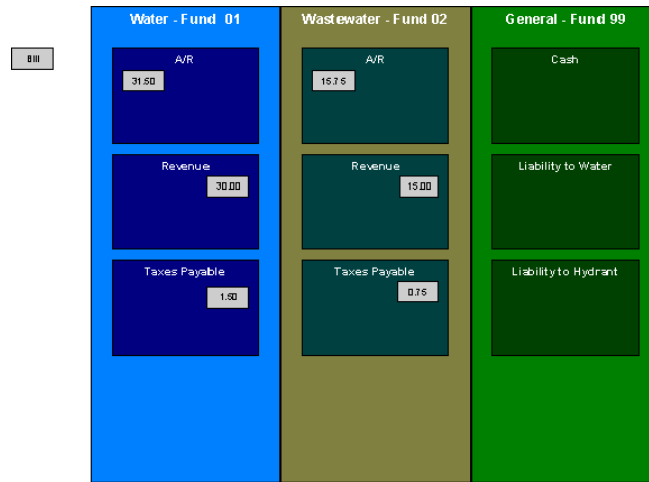 Water - Fund 01
Wastewater - Fund 02
General - Fund 99
Bill
A/R
A/R
Cash
31.50
15.75
Revenue
Revenue
Liability to Water
30.00
15.00
Taxes Payable
Taxes Payable
Liability to Hydrant
1.50
0.75